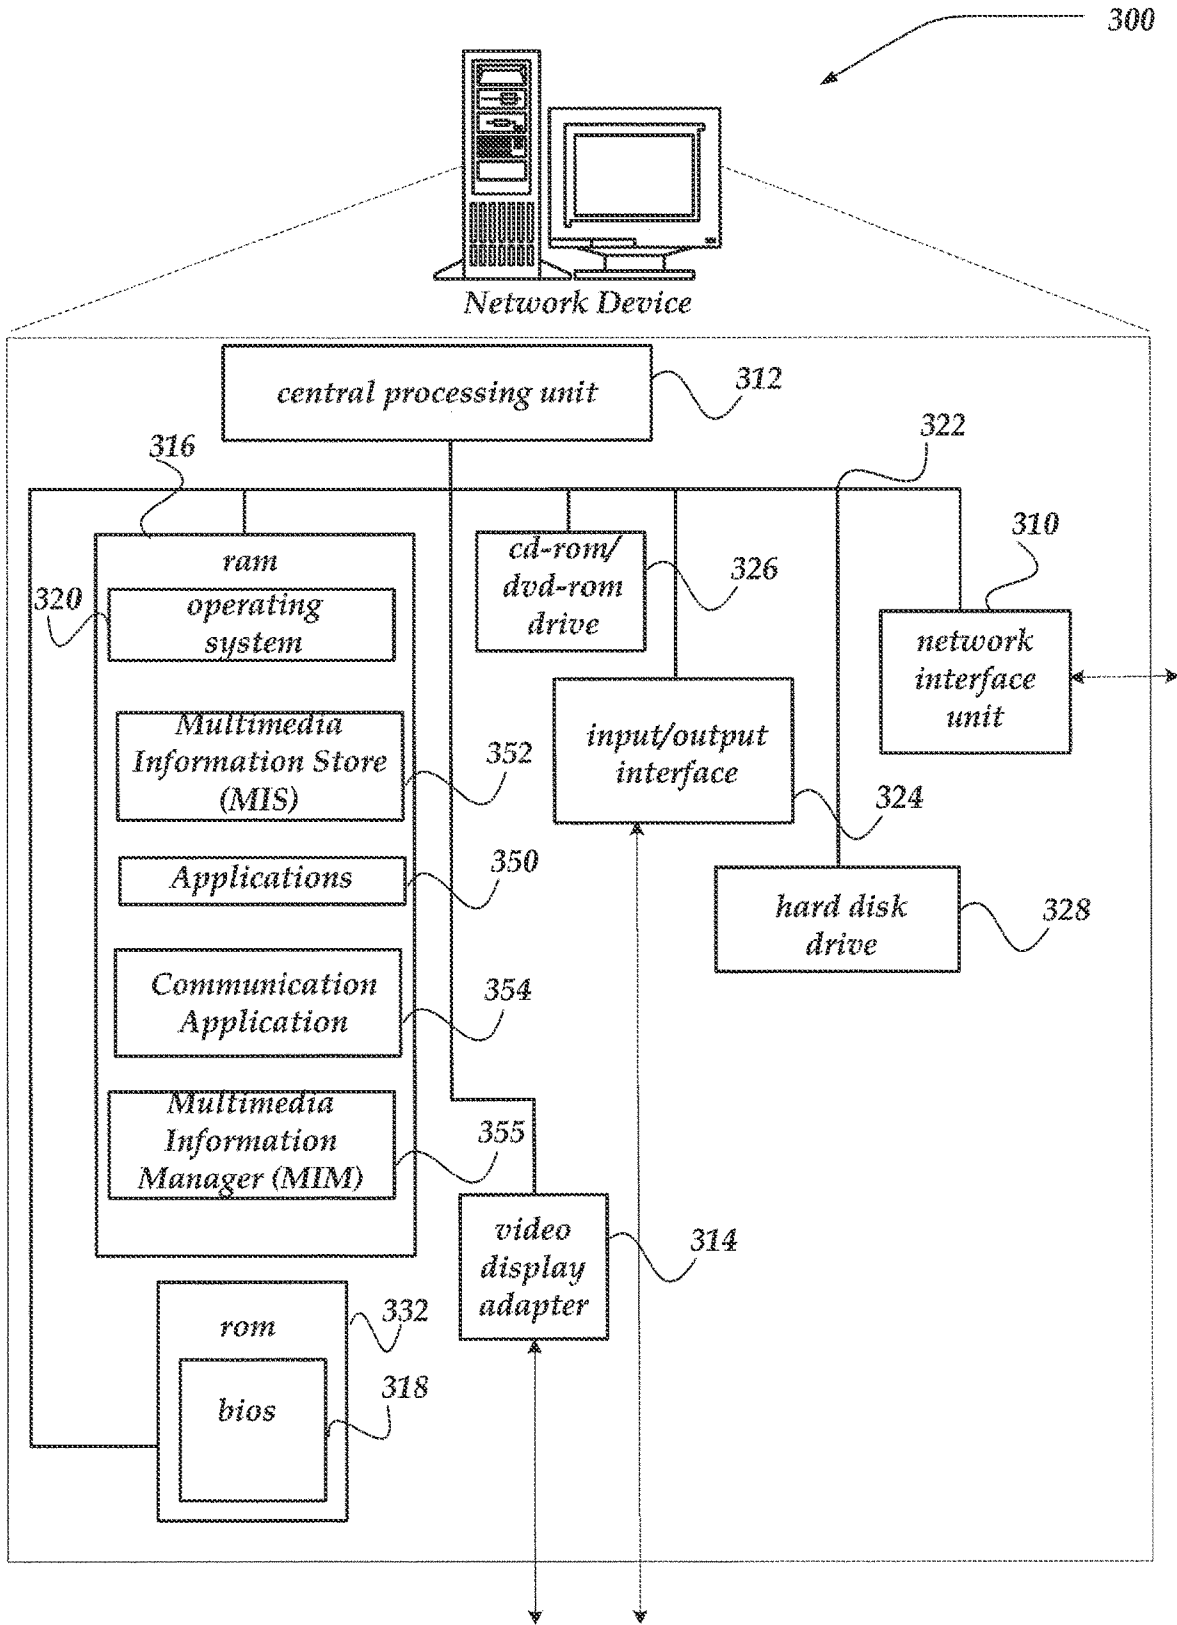 300
Network Device
central processing unit
312
316
322
ram
320
operating
system
cd-rom/
dvd-rom
drive
326
310
network
interface
unit
Multimedia
Information Store
(MIS)
352
input/output
interface
324
Applications
350
hard disk
drive
328
Communication
Application
354
Multimedia
Information
Manager (MIM)
355
video
display
adapter
314
rom
332
bios
318